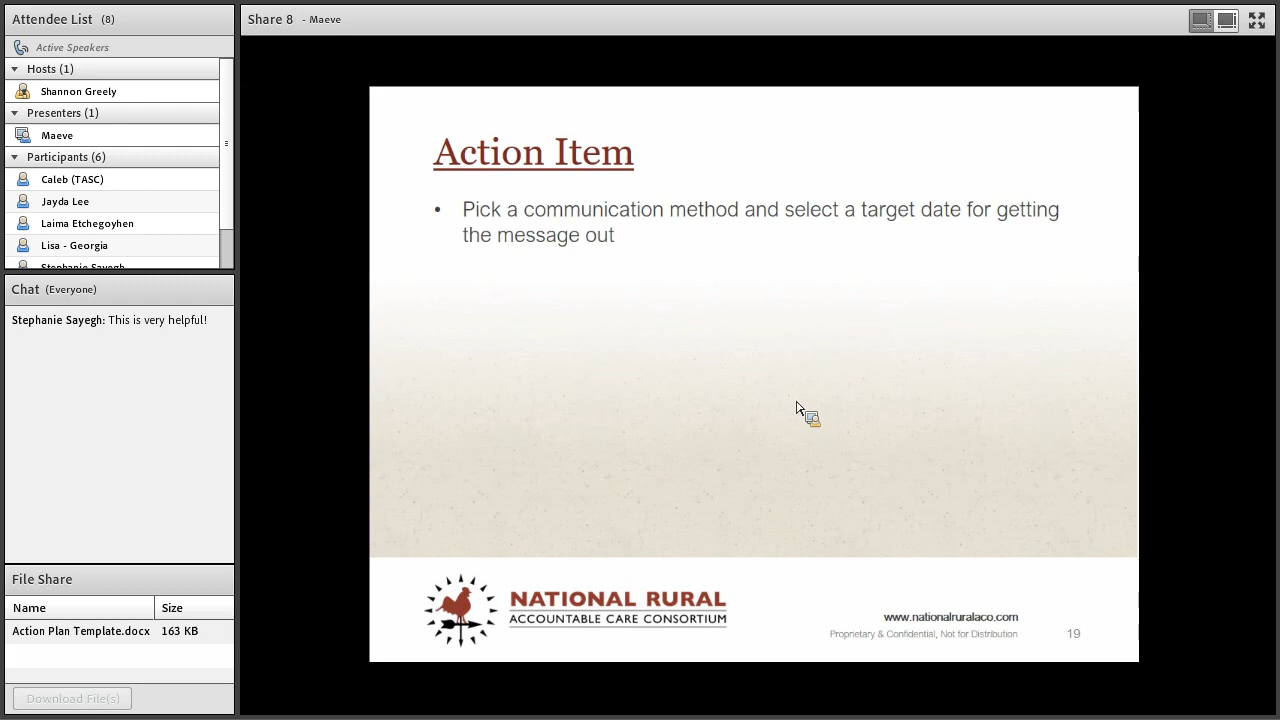 Attendee List (8)
Active Speakers
Hosts (1)
Shannon Greely
Presenters (1)
Maeve
Participants (6)
Caleb (TASC)
Jayda Lee
Laima Etchegoyhen
Lisa - Georgia
Stephanie Sayegh
Chat (Everyone)
Stephanie Sayegh: This is very helpful!
File Share
Name Size
Action Plan Template.docx 163 KB
Download File(s)
Share 8 - Maeve
Action Item
• Pick a communication method and select a target date for getting
the message out
NATIONAL RURAL
ACCOUNTABLE CARE CONSORTIUM
www.nationalruralaco.com
Proprietary & Confidential, Not for Distribution 19